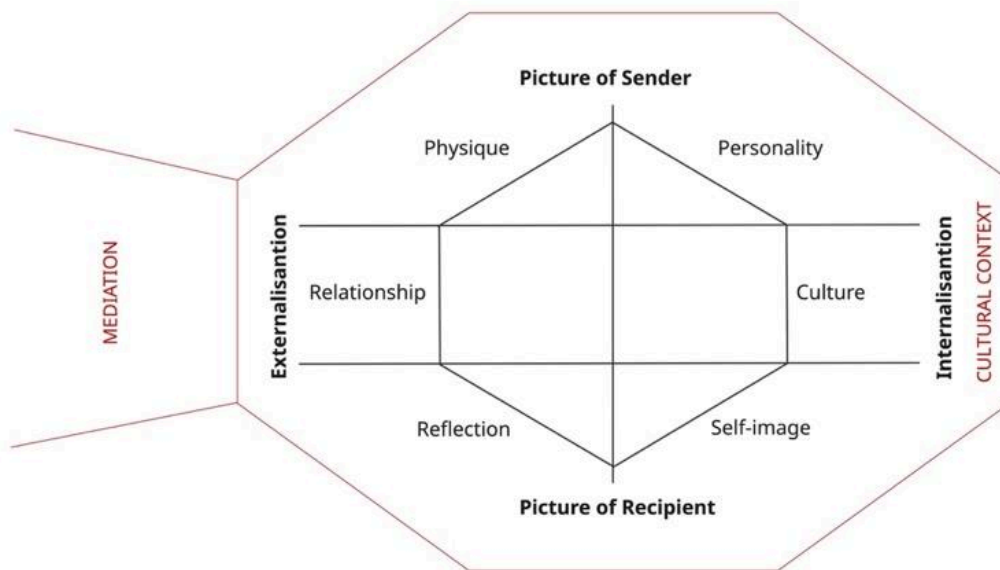 Picture of Sender
Physique
Personality
MEDIATION
Externalisantion
Relationship
Culture
Internalisantion
CULTURAL CONTEXT
Reflection
Self-image
Picture of Recipient